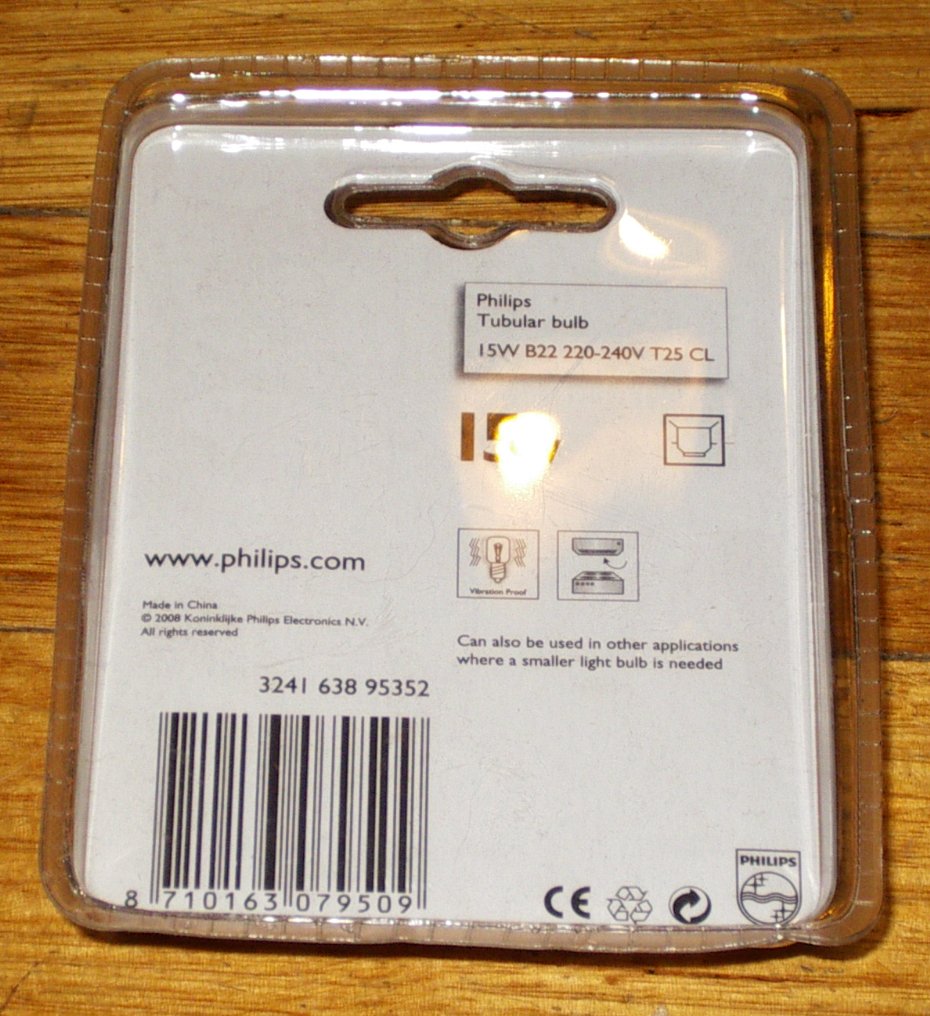 Philips
Tubular bulb
15W B22 220-240V T25 CL
15
Vibration Proof
Can also be used in other applications
where a smaller light bulb is needed
www.philips.com
Made in China
© 2008 Koninklijke Philips Electronics N.V.
All rights reserved
3241 638 95352
8 710163 079509
CE
PHILIPS